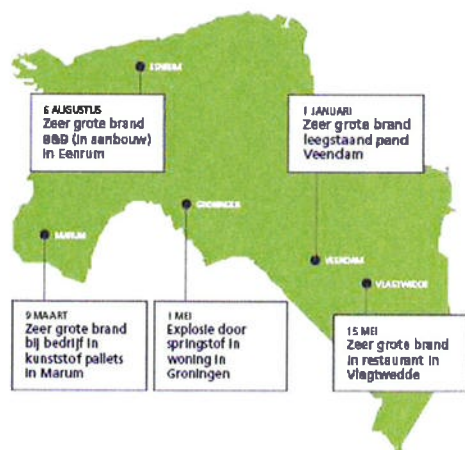 EENRUM
6 AUGUSTUS
Zeer grote brand
B&B (in aanbouw)
in Eenrum
1 JANUARI
Zeer grote brand
leegstaand pand
Veendam
GRONINGEN
MARUM
VEENDAM
VLAGTWEDDE
9 MAART
Zeer grote brand
bij bedrijf in
kunststof pallets
in Marum
1 MEI
Explosie door
springstof in
woning in
Groningen
15 MEI
Zeer grote brand
in restaurant in
Vlagtwedde